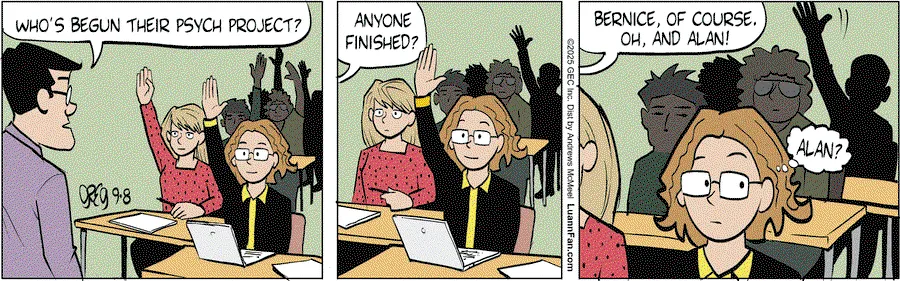 WHO'S BEGUN THEIR PSYCH PROJECT?
GREG 9-8
ANYONE
FINISHED?
©2025 GEC Inc. Dist by Andrews McMeel LuannFan.com
BERNICE, OF COURSE.
OH, AND ALAN!
ALAN?